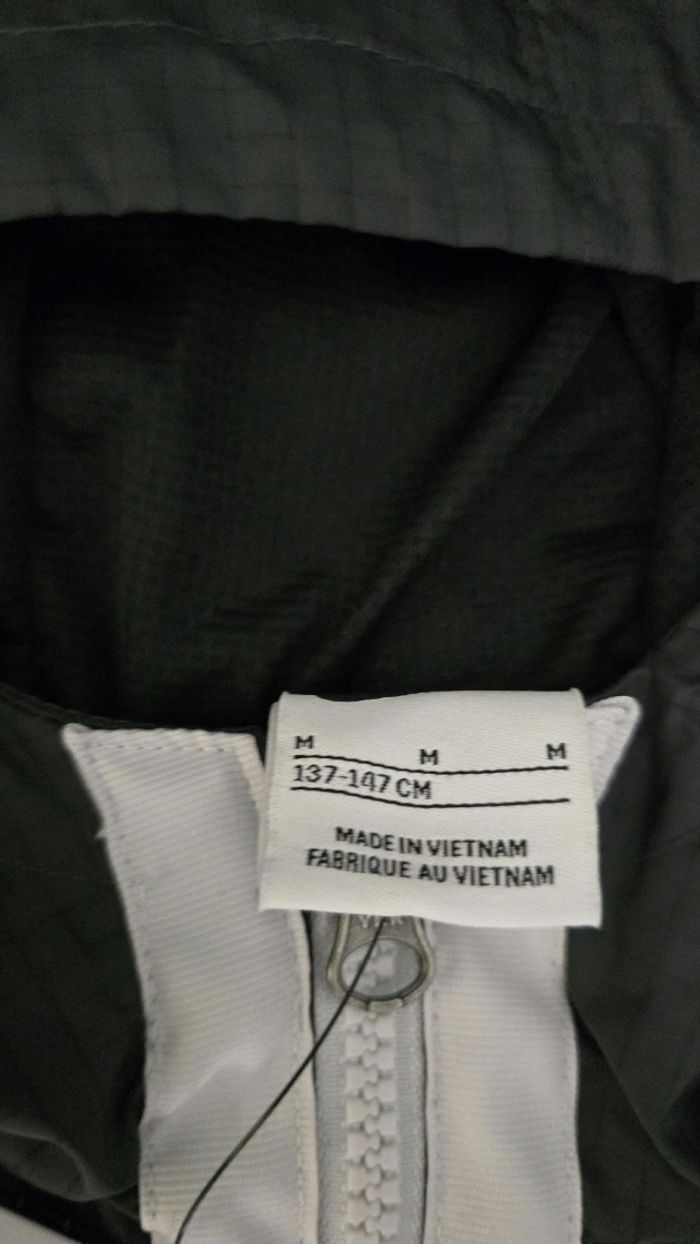 M M M
137-147 CM
MADE IN VIETNAM
FABRIQUE AU VIETNAM